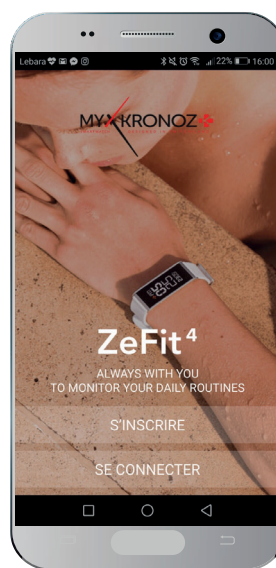 Lebara 22% 16:00
MYKRONOZ
ZeFit⁴
ALWAYS WITH YOU
TO MONITOR YOUR DAILY ROUTINES
S'INSCRIRE
SE CONNECTER